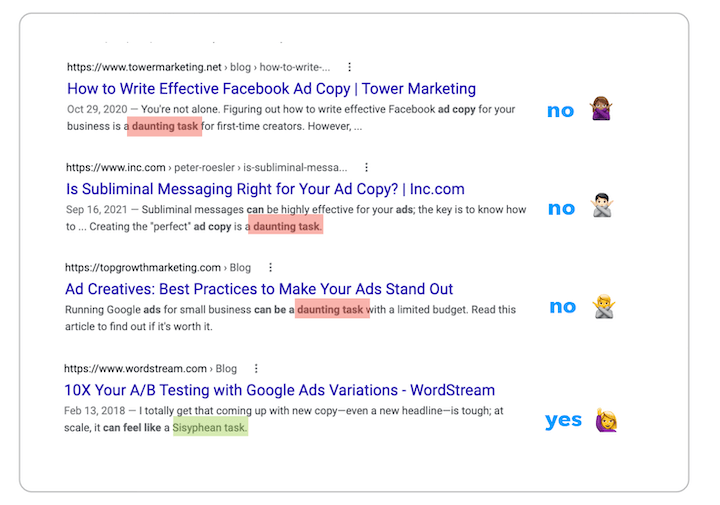 https://www.towermarketing.net › blog › how-to-write-...
How to Write Effective Facebook Ad Copy | Tower Marketing
Oct 29, 2020 — You're not alone. Figuring out how to write effective Facebook ad copy for your
business is a daunting task for first-time creators. However, ...
no
https://www.inc.com › peter-roesler › is-subliminal-messa...
Is Subliminal Messaging Right for Your Ad Copy? | Inc.com
Sep 16, 2021 — Subliminal messages can be highly effective for your ads; the key is to know how
to ... Creating the "perfect" ad copy is a daunting task.
no
https://topgrowthmarketing.com › Blog
Ad Creatives: Best Practices to Make Your Ads Stand Out
Running Google ads for small business can be a daunting task with a limited budget. Read this
article to find out if it's worth it.
no
https://www.wordstream.com › Blog
10X Your A/B Testing with Google Ads Variations - WordStream
Feb 13, 2018 — I totally get that coming up with new copy—even a new headline—is tough; at
scale, it can feel like a Sisyphean task.
yes